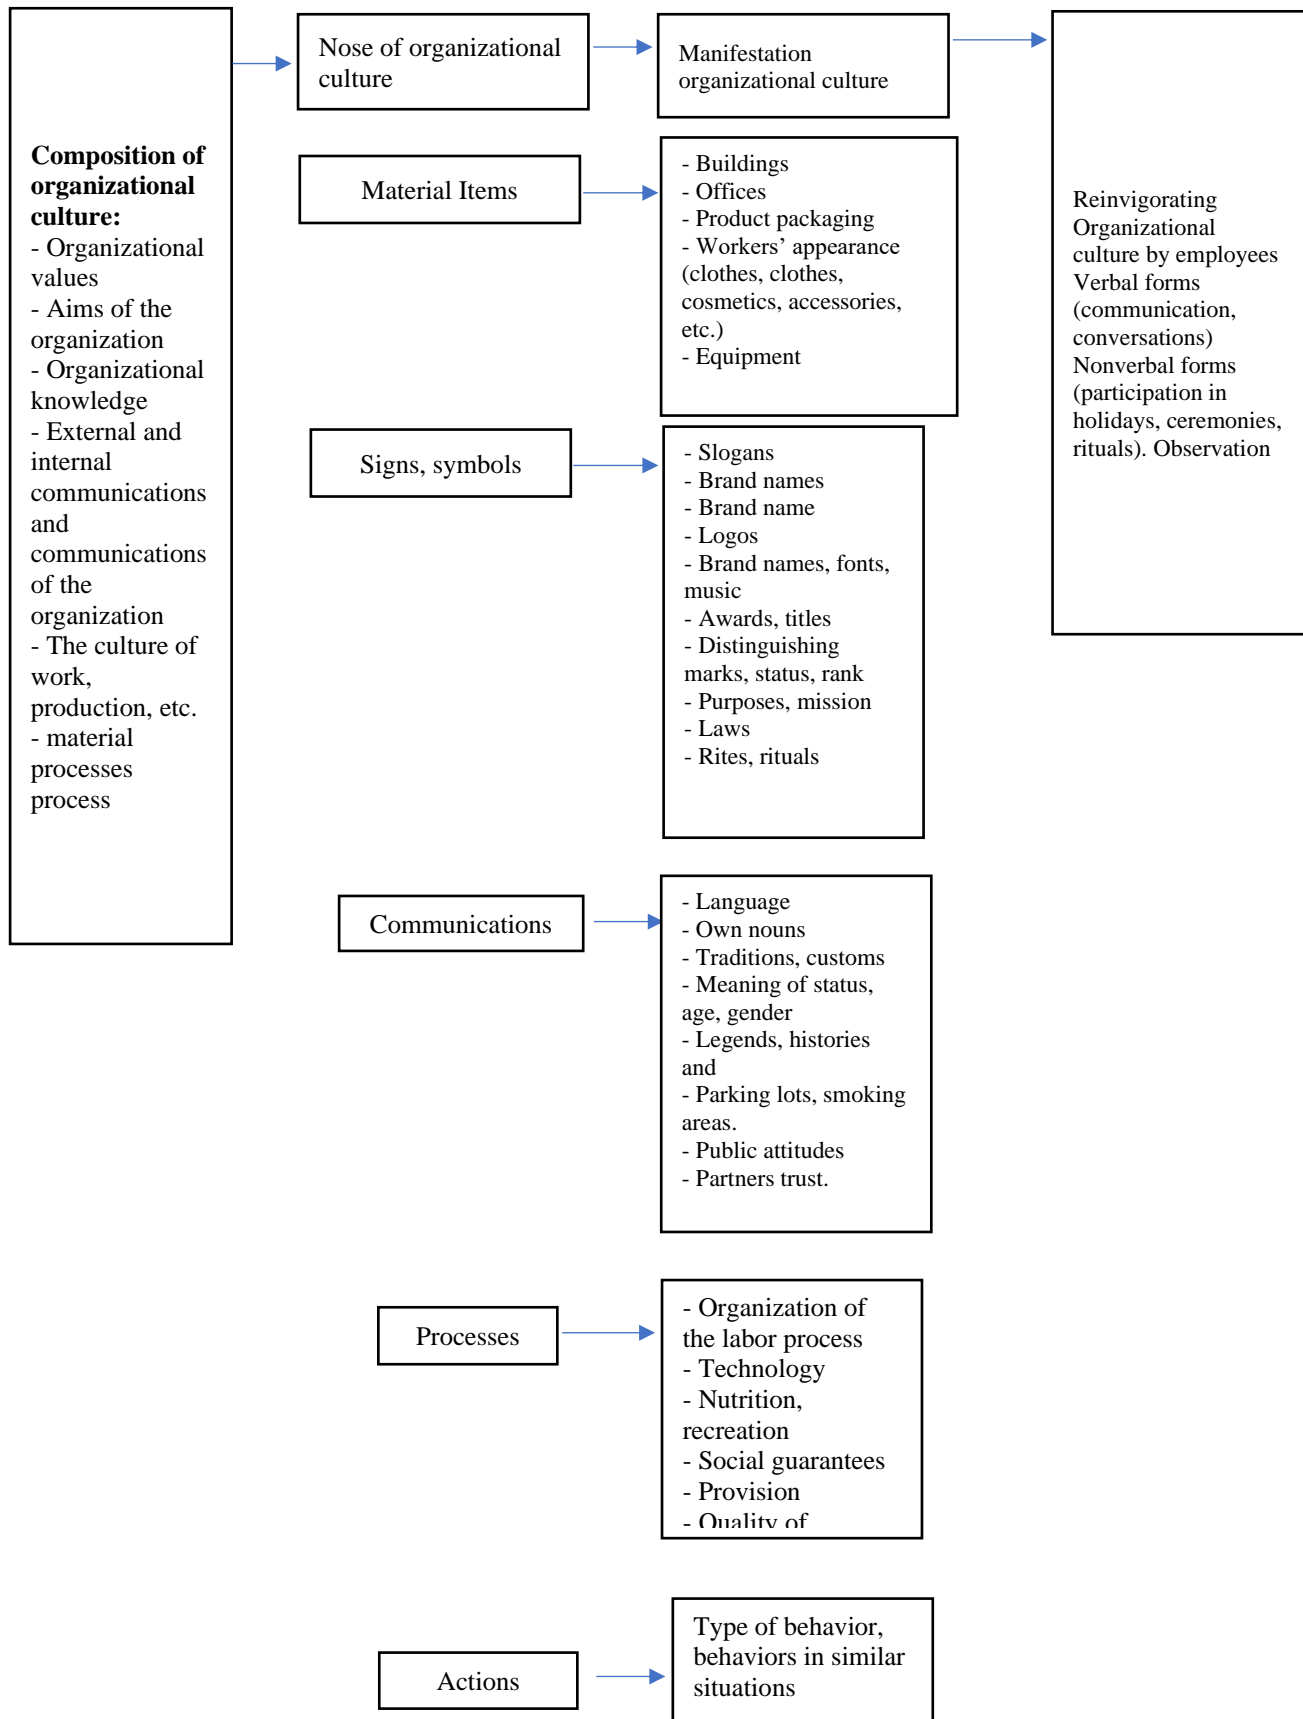 Composition of
organizational
culture:
- Organizational
values
- Aims of the
organization
- Organizational
knowledge
- External and
internal
communications
and
communications
of the
organization
- The culture of
work,
production, etc.
- material
processes
process
Nose of organizational
culture
Manifestation
organizational culture
Material Items
- Buildings
- Offices
- Product packaging
- Workers’ appearance
(clothes, clothes,
cosmetics, accessories,
etc.)
- Equipment
Signs, symbols
- Slogans
- Brand names
- Brand name
- Logos
- Brand names, fonts,
music
- Awards, titles
- Distinguishing
marks, status, rank
- Purposes, mission
- Laws
- Rites, rituals
Communications
- Language
- Own nouns
- Traditions, customs
- Meaning of status,
age, gender
- Legends, histories
and
- Parking lots, smoking
areas.
- Public attitudes
- Partners trust.
Processes
- Organization of
the labor process
- Technology
- Nutrition,
recreation
- Social guarantees
- Provision
- Quality of
Actions
Type of behavior,
behaviors in similar
situations
Reinvigorating
Organizational
culture by employees
Verbal forms
(communication,
conversations)
Nonverbal forms
(participation in
holidays, ceremonies,
rituals). Observation